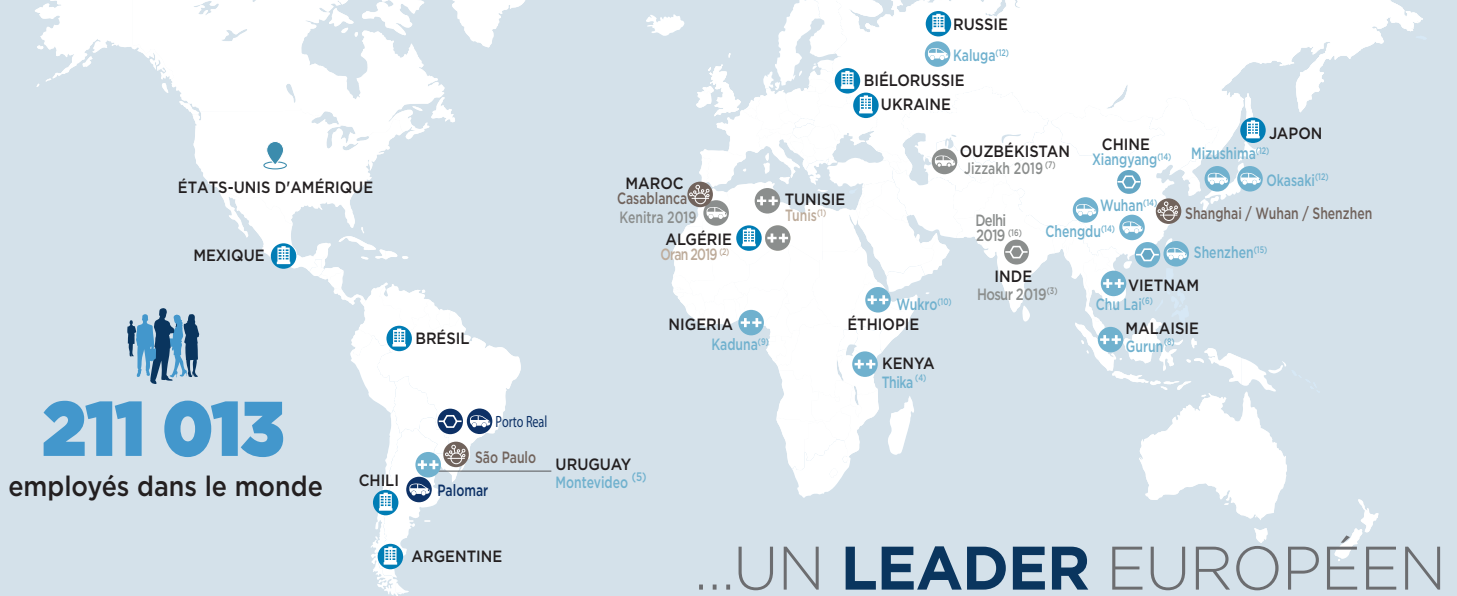 RUSSIE
Kaluga(12)
BIÉLORUSSIE
UKRAINE
JAPON
Mizushima(12)
Okasaki(12)
CHINE
Xiangyang(14)
Wuhan(14)
Chengdu(14)
Shanghai / Wuhan / Shenzhen
Shenzhen(15)
OUZBÉKISTAN
Jizzakh 2019(7)
ÉTATS-UNIS D'AMÉRIQUE
MEXIQUE
MAROC
Casablanca
Kenitra 2019
TUNISIE
Tunis(1)
ALGÉRIE
Oran 2019(2)
Delhi
2019(16)
INDE
Hosur 2019(3)
VIETNAM
Chu Lai(6)
MALAISIE
Gurun(8)
NIGERIA
Kaduna(9)
Wukro(10)
ÉTHIOPIE
KENYA
Thika(4)
BRÉSIL
Porto Real
São Paulo
URUGUAY
Montevideo (5)
CHILI
Palomar
ARGENTINE
211 013
employés dans le monde
...UN LEADER EUROPÉEN